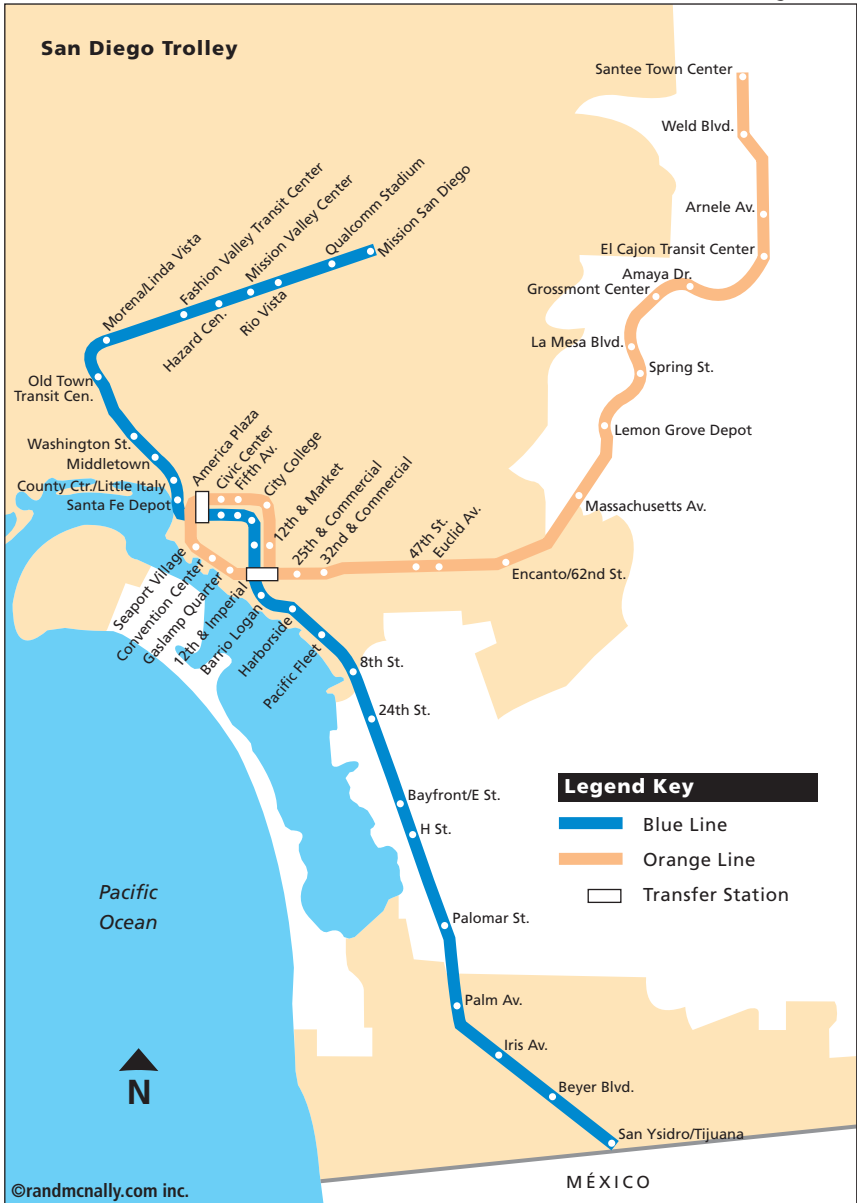 San Diego Trolley
Santee Town Center
Weld Blvd.
Arnele Av.
El Cajon Transit Center
Amaya Dr.
Grossmont Center
La Mesa Blvd.
Spring St.
Lemon Grove Depot
Massachusetts Av.
Encanto/62nd St.
Euclid Av.
47th St.
32nd & Commercial
25th & Commercial
12th & Market
City College
Fifth Av.
Civic Center
America Plaza
Mission San Diego
Qualcomm Stadium
Rio Vista
Mission Valley Center
Hazard Cen.
Fashion Valley Transit Center
Morena/Linda Vista
Old Town
Transit Cen.
Washington St.
Middletown
County Ctr./Little Italy
Santa Fe Depot
Seaport Village
Convention Center
Gaslamp Quarter
12th & Imperial
Barrio Logan
Harborside
Pacific Fleet
8th St.
24th St.
Bayfront/E St.
H St.
Palomar St.
Palm Av.
Iris Av.
Beyer Blvd.
San Ysidro/Tijuana
Legend Key
Blue Line
Orange Line
Transfer Station
Pacific
Ocean
N
MÉXICO
©randmcnally.com inc.